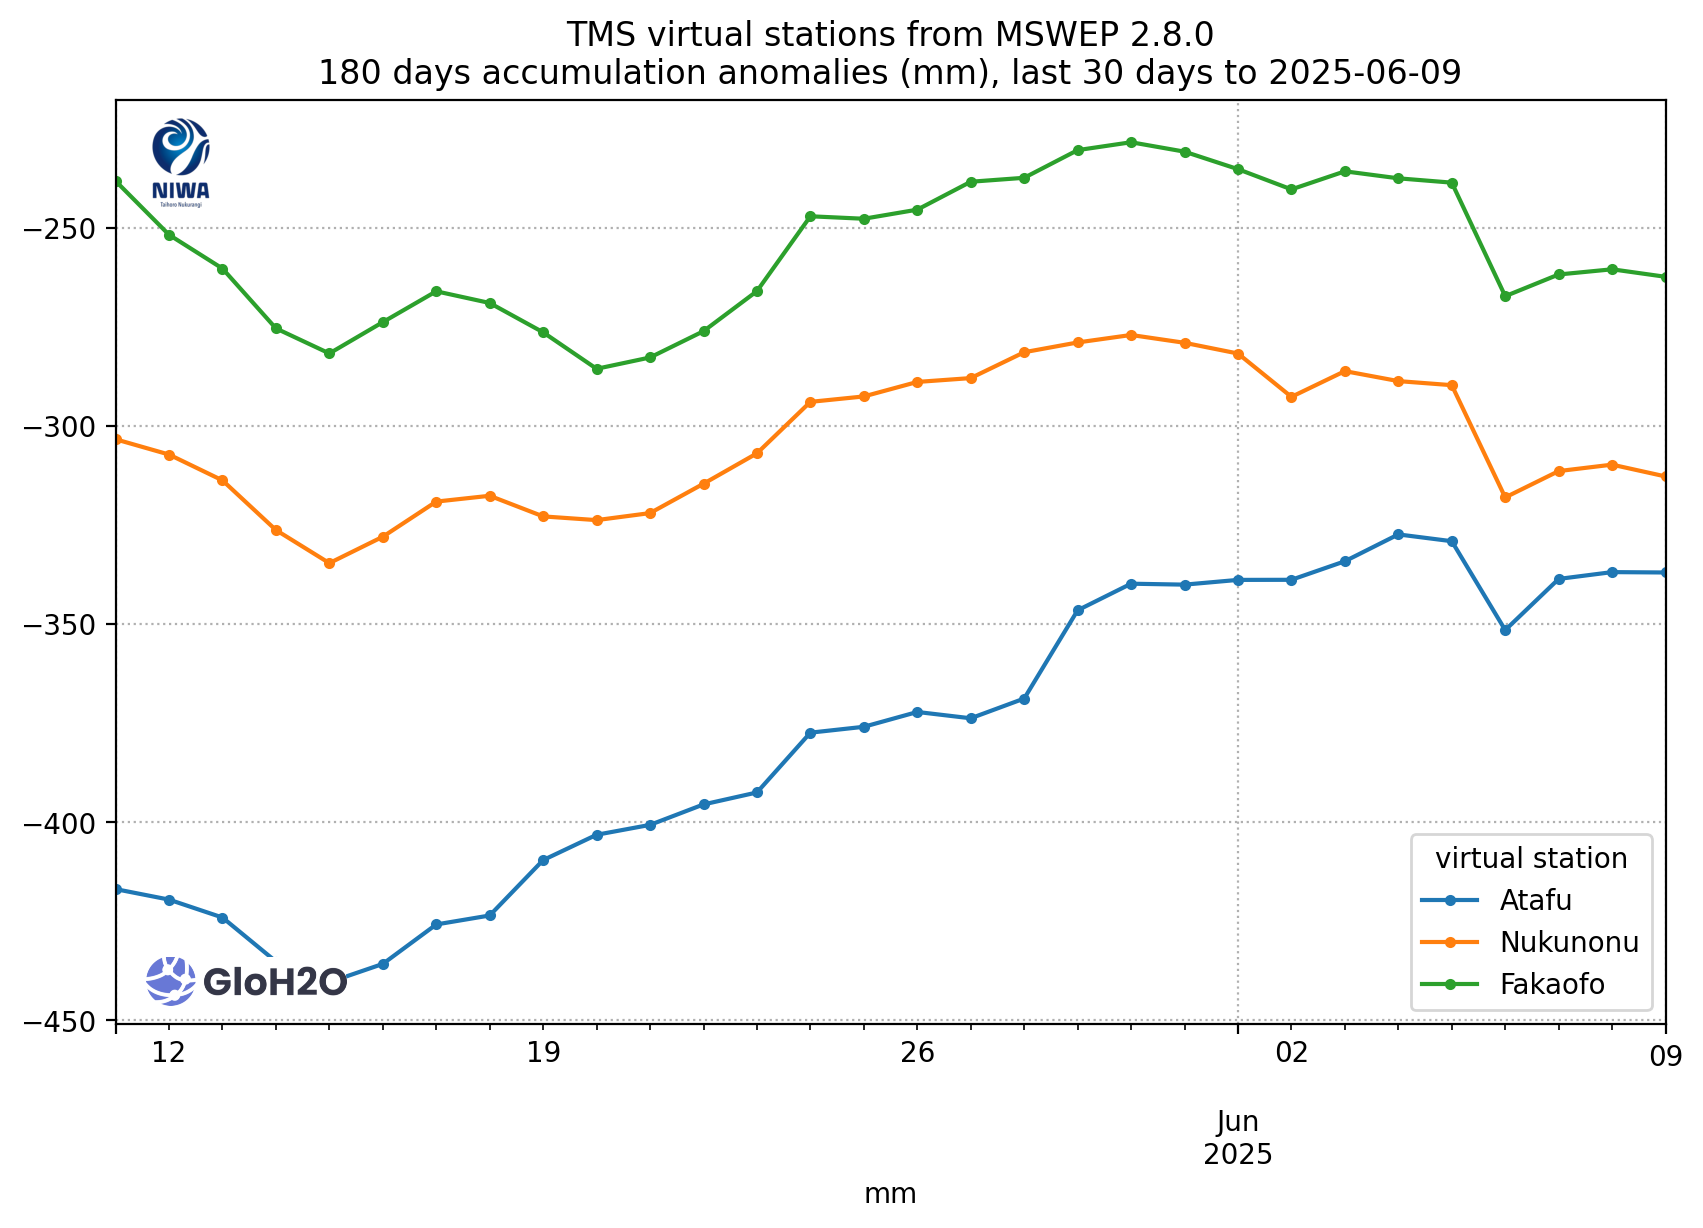 TMS virtual stations from MSWEP 2.8.0
180 days accumulation anomalies (mm), last 30 days to 2025-06-09
NIWA
Taihoro Nukurangi
−250
−300
−350
−400
−450
virtual station
Atafu
Nukunonu
Fakaofo
GloH2O
12
19
26
02
09
Jun
2025
mm